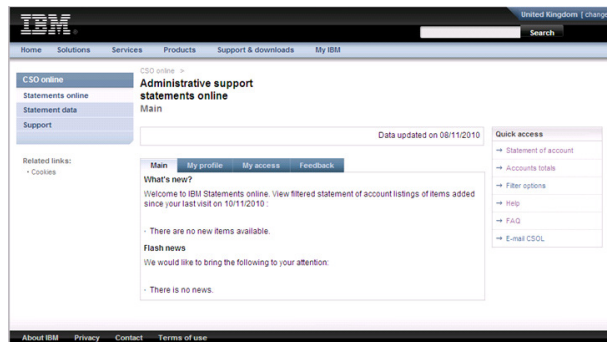 United Kingdom | change
IBM
Search
Home Solutions Services Products Support & downloads My IBM
CSO online >
CSO online
Administrative support
statements online
Main
Statements online
Statement data
Support
Data updated on 08/11/2010
Quick access
→ Statement of account
→ Accounts totals
→ Filter options
→ Help
→ FAQ
→ E-mail CSOL
Related links:
· Cookies
Main My profile My access Feedback
What's new?
Welcome to IBM Statements online. View filtered statement of account listings of items added
since your last visit on 10/11/2010 :
· There are no new items available.
Flash news
We would like to bring the following to your attention:
· There is no news.
About IBM Privacy Contact Terms of use